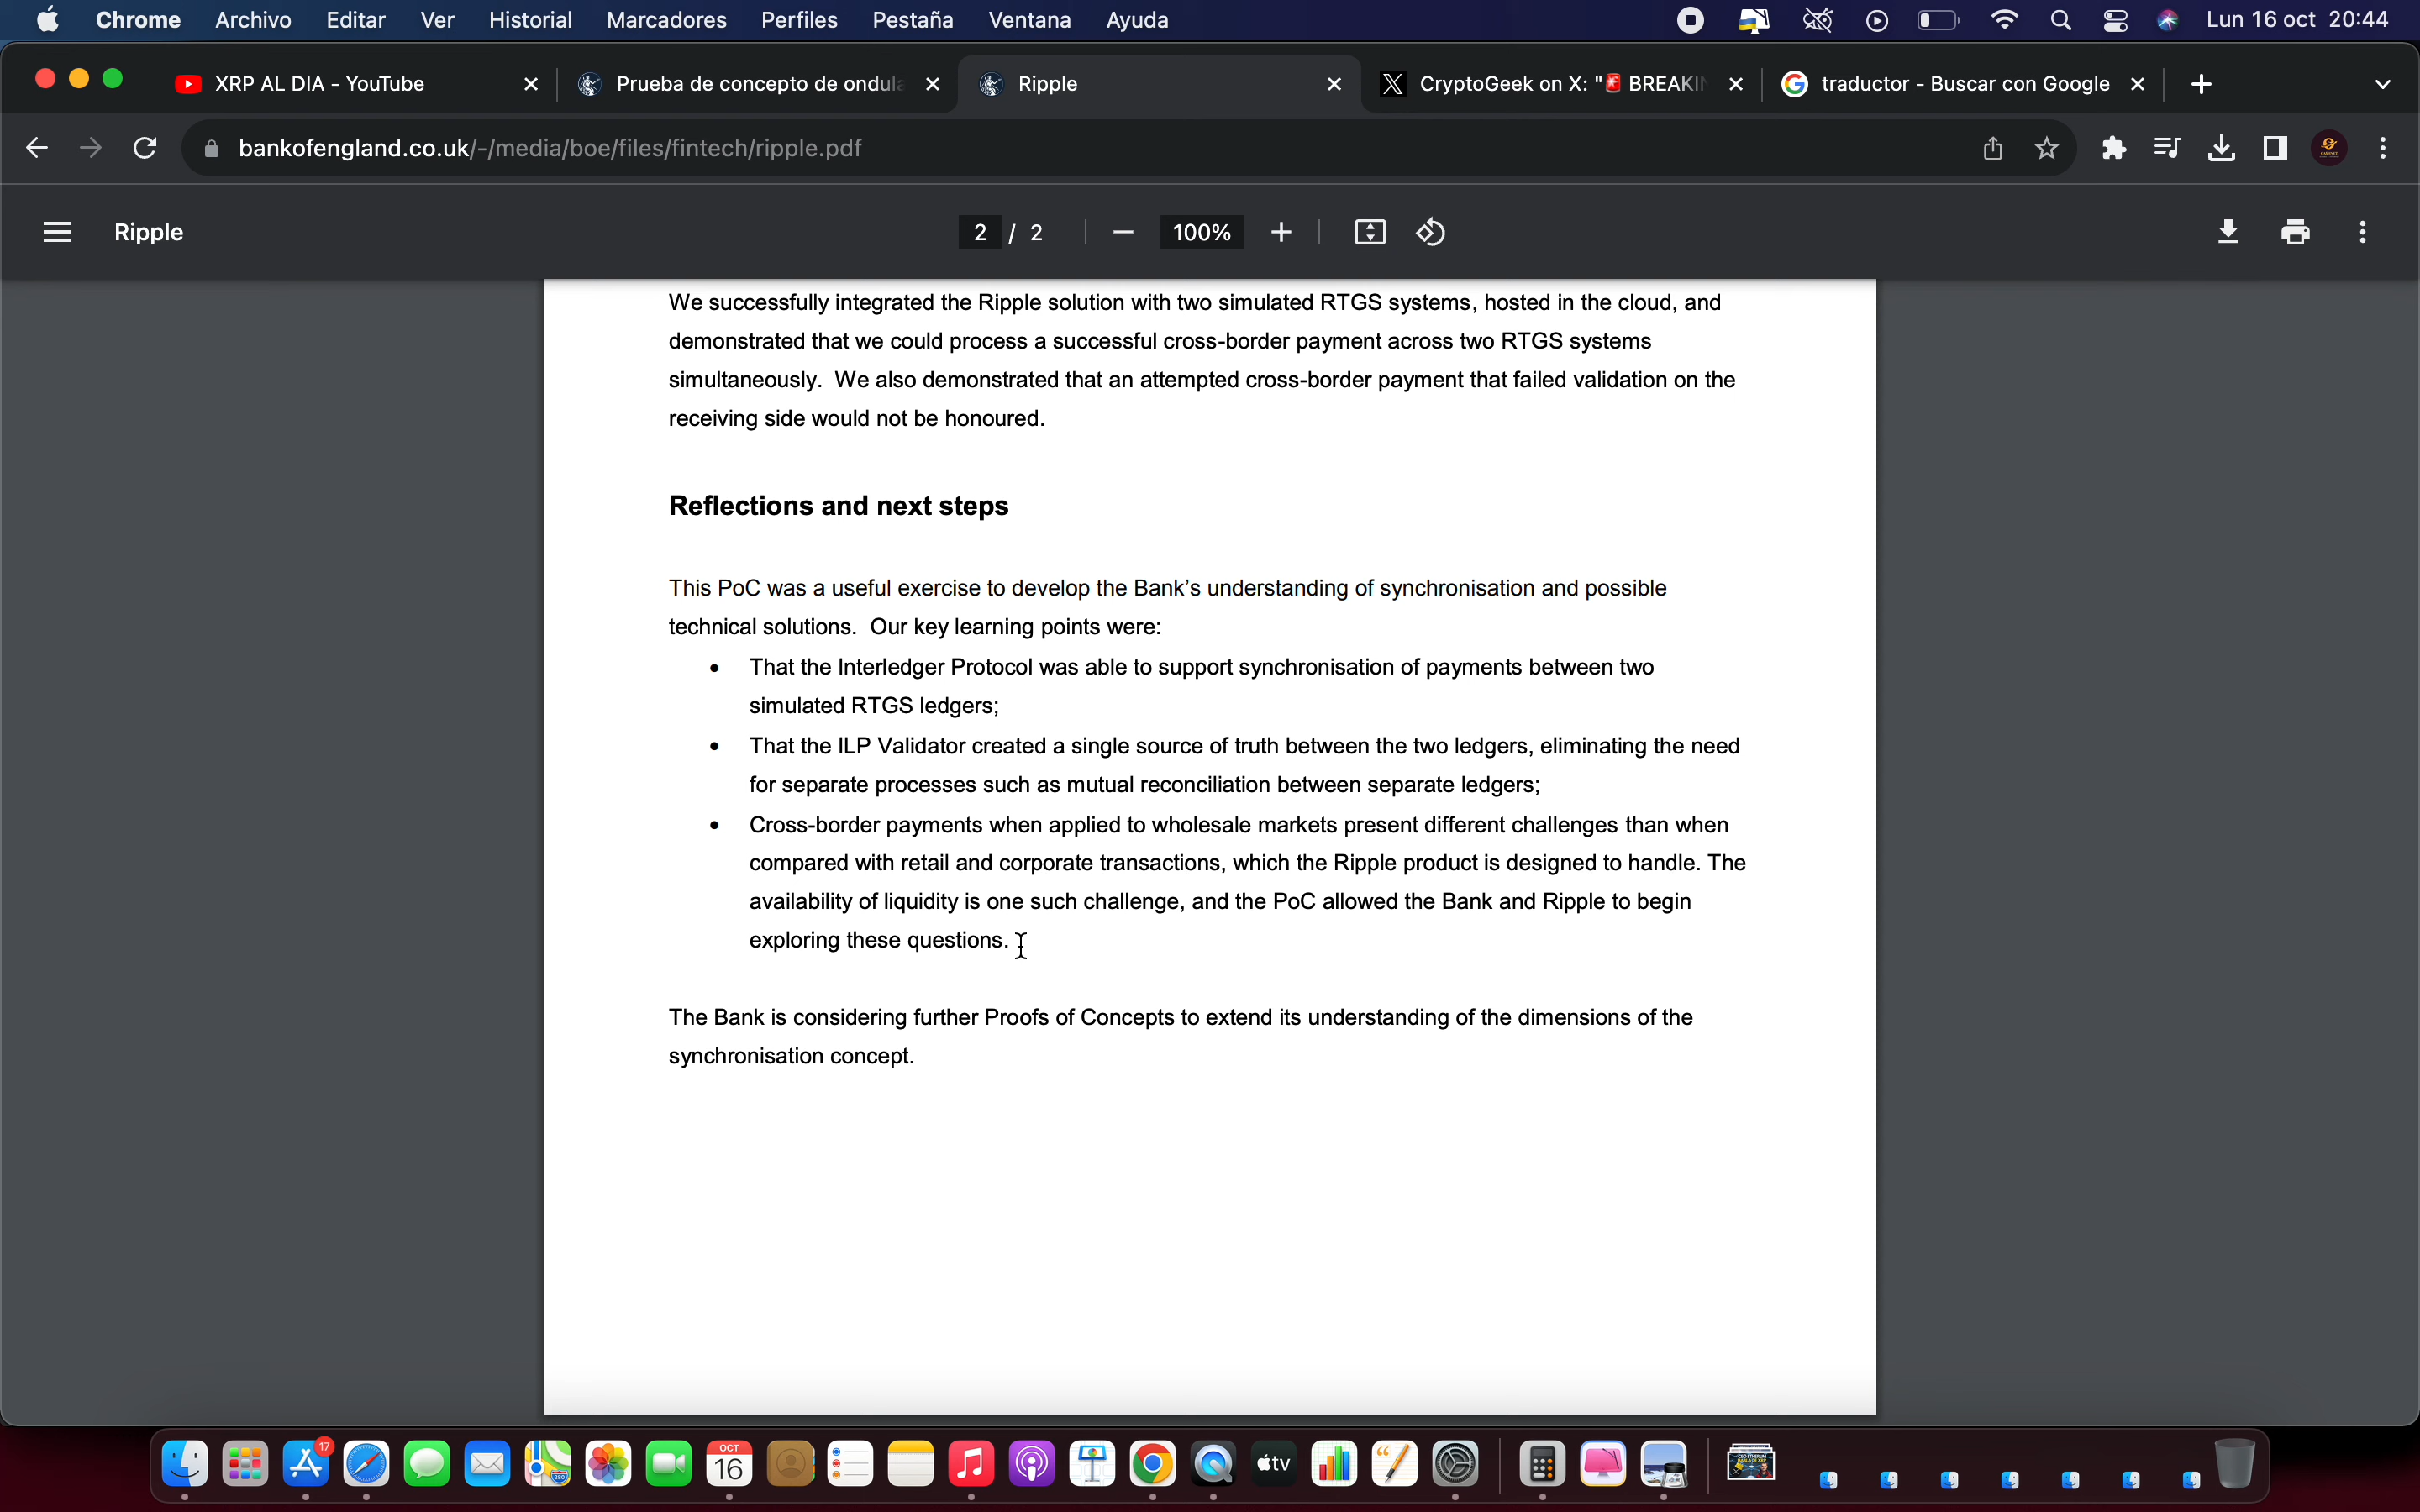 Chrome Archivo Editar Ver Historial Marcadores Perfiles Pestaña Ventana Ayuda Lun 16 oct 20:44
XRP AL DIA - YouTube Prueba de concepto de ondula Ripple CryptoGeek on X: "🚨 BREAKIN traductor - Buscar con Google
bankofengland.co.uk/-/media/boe/files/fintech/ripple.pdf
Ripple 2 / 2 100%
We successfully integrated the Ripple solution with two simulated RTGS systems, hosted in the cloud, and
demonstrated that we could process a successful cross-border payment across two RTGS systems
simultaneously. We also demonstrated that an attempted cross-border payment that failed validation on the
receiving side would not be honoured.
Reflections and next steps
This PoC was a useful exercise to develop the Bank's understanding of synchronisation and possible
technical solutions. Our key learning points were:
• That the Interledger Protocol was able to support synchronisation of payments between two
simulated RTGS ledgers;
• That the ILP Validator created a single source of truth between the two ledgers, eliminating the need
for separate processes such as mutual reconciliation between separate ledgers;
• Cross-border payments when applied to wholesale markets present different challenges than when
compared with retail and corporate transactions, which the Ripple product is designed to handle. The
availability of liquidity is one such challenge, and the PoC allowed the Bank and Ripple to begin
exploring these questions.
The Bank is considering further Proofs of Concepts to extend its understanding of the dimensions of the
synchronisation concept.
17
OCT
16
tv